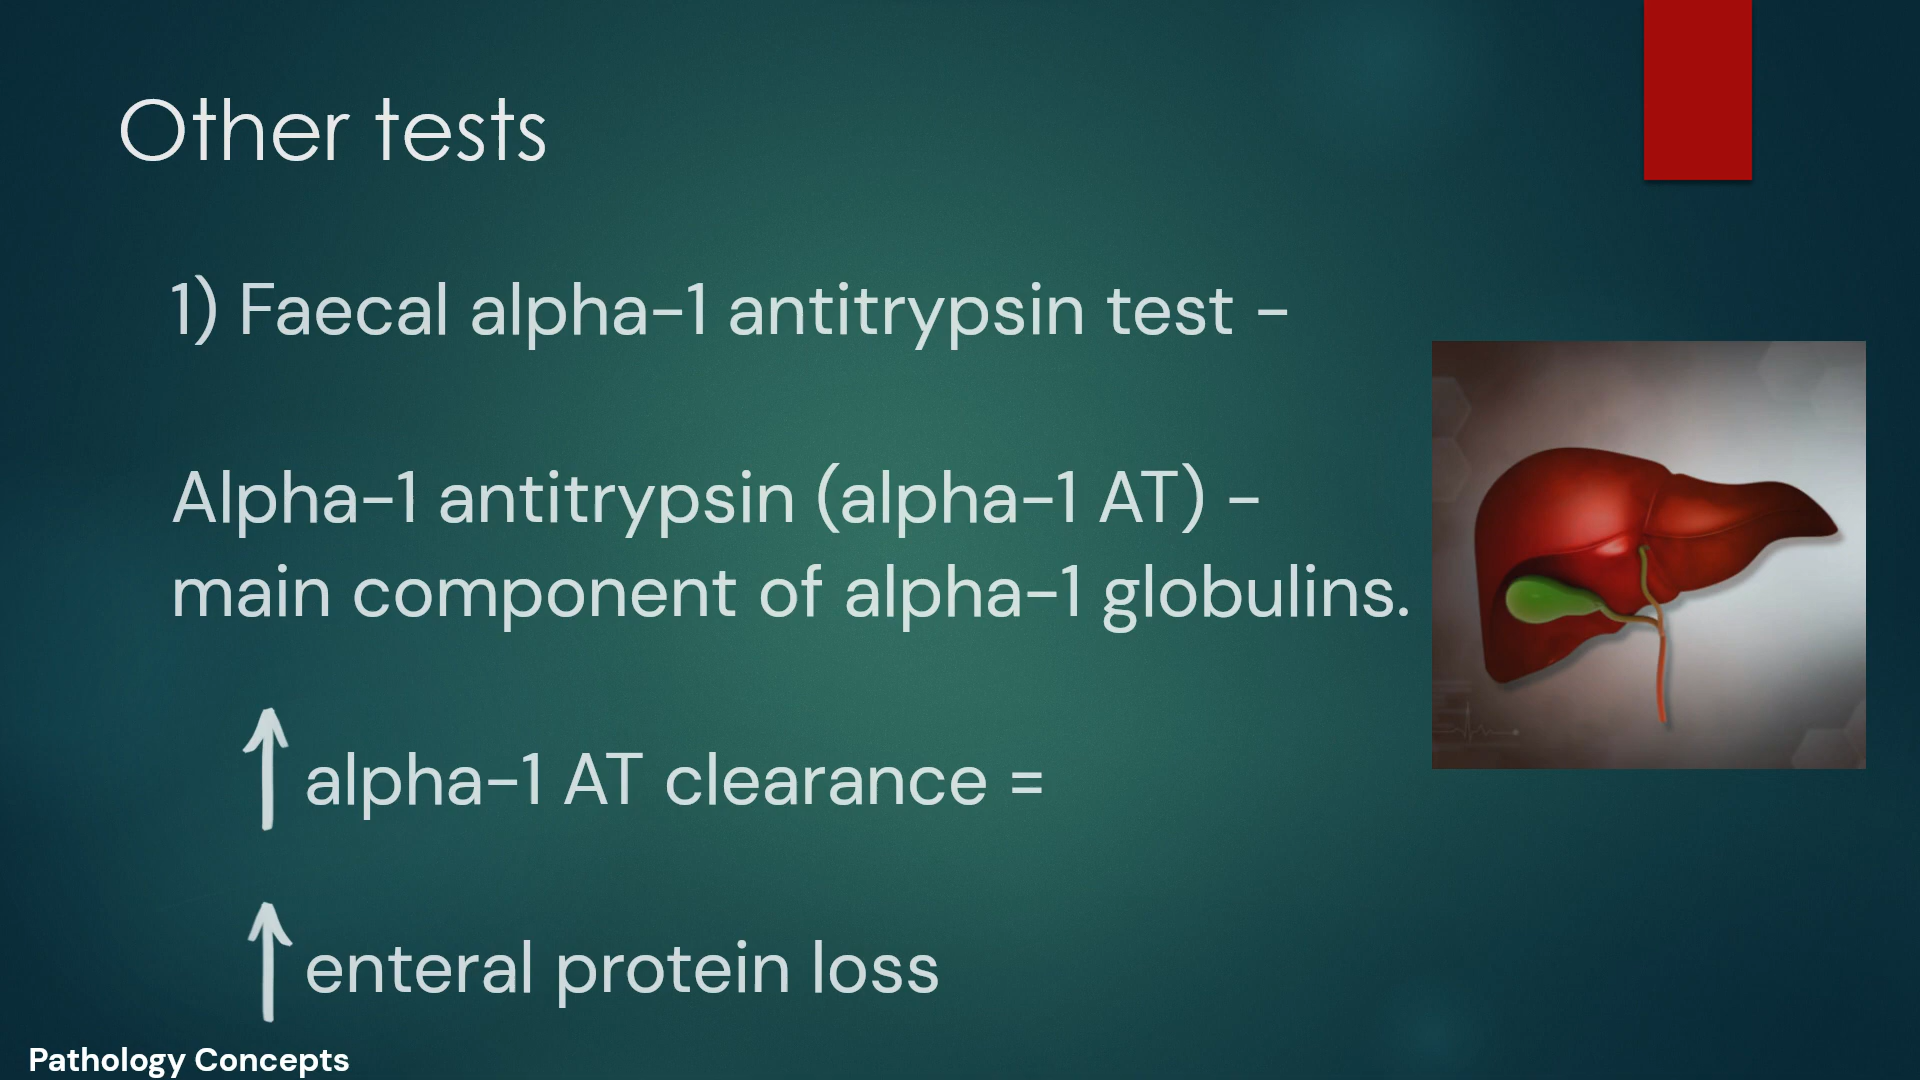 Other tests
1) Faecal alpha-1 antitrypsin test -
Alpha-1 antitrypsin (alpha-1 AT) -
main component of alpha-1 globulins.
↑ alpha-1 AT clearance =
↑ enteral protein loss
Pathology Concepts